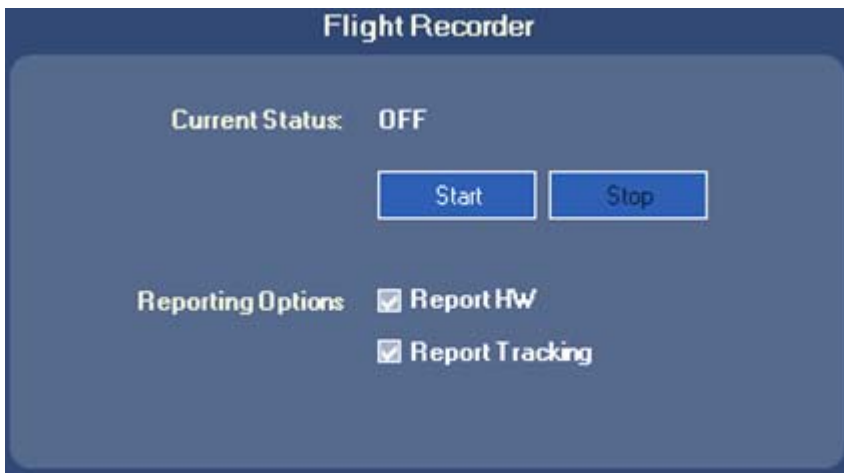 Flight Recorder
Current Status: OFF
Start Stop
Reporting Options Report HW
Report Tracking